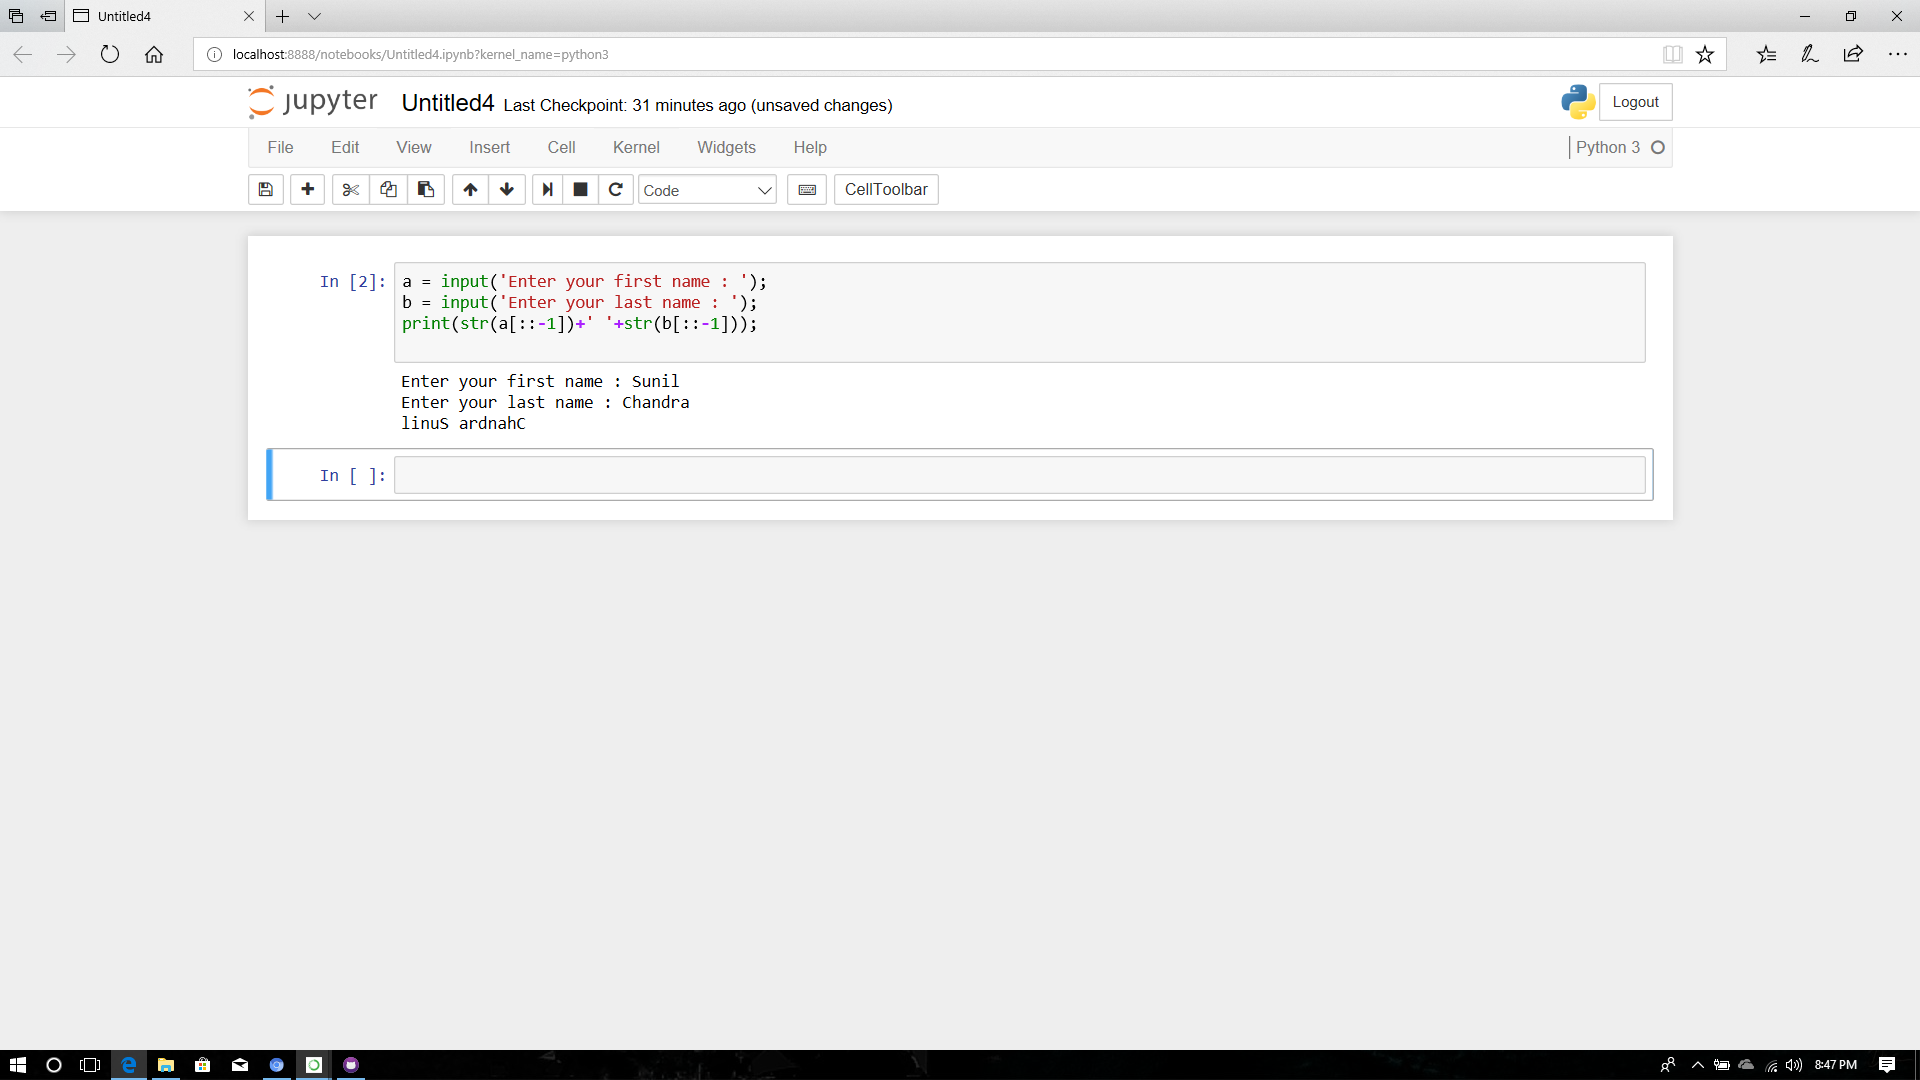 Untitled4
localhost:8888/notebooks/Untitled4.ipynb?kernel_name=python3
jupyter Untitled4 Last Checkpoint: 31 minutes ago (unsaved changes) Logout
File Edit View Insert Cell Kernel Widgets Help Python 3
Code CellToolbar
In [2]: a = input('Enter your first name : ');
b = input('Enter your last name : ');
print(str(a[::-1])+' '+str(b[::-1]));
Enter your first name : Sunil
Enter your last name : Chandra
linuS ardnahC
In [ ]:
8:47 PM